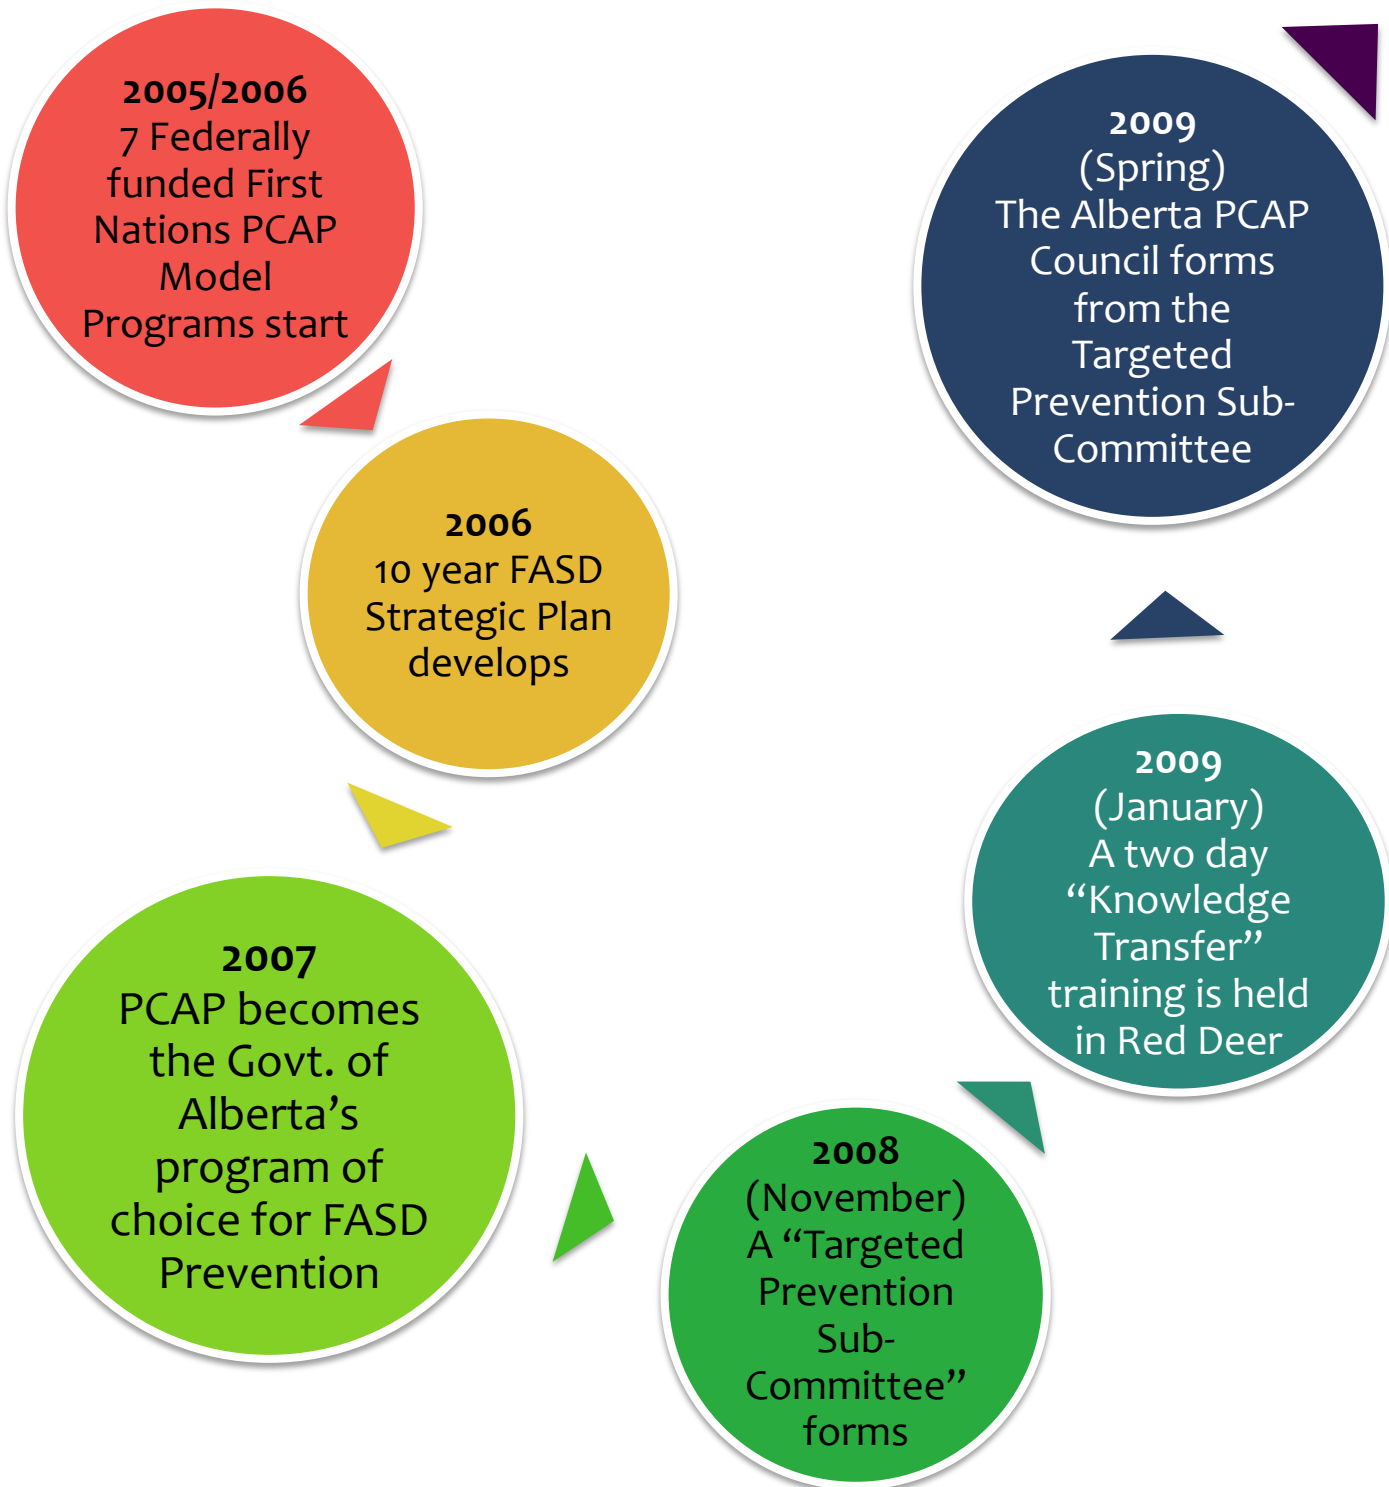 2005/2006
7 Federally
funded First
Nations PCAP
Model
Programs start
2006
10 year FASD
Strategic Plan
develops
2007
PCAP becomes
the Govt. of
Alberta’s
program of
choice for FASD
Prevention
2008
(November)
A “Targeted
Prevention
Sub-
Committee”
forms
2009
(January)
A two day
“Knowledge
Transfer”
training is held
in Red Deer
2009
(Spring)
The Alberta PCAP
Council forms
from the
Targeted
Prevention Sub-
Committee